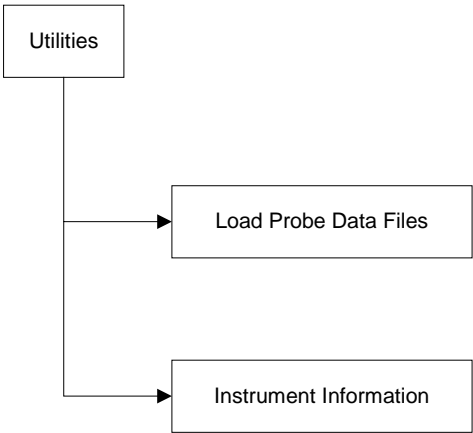 Utilities
Load Probe Data Files
Instrument Information